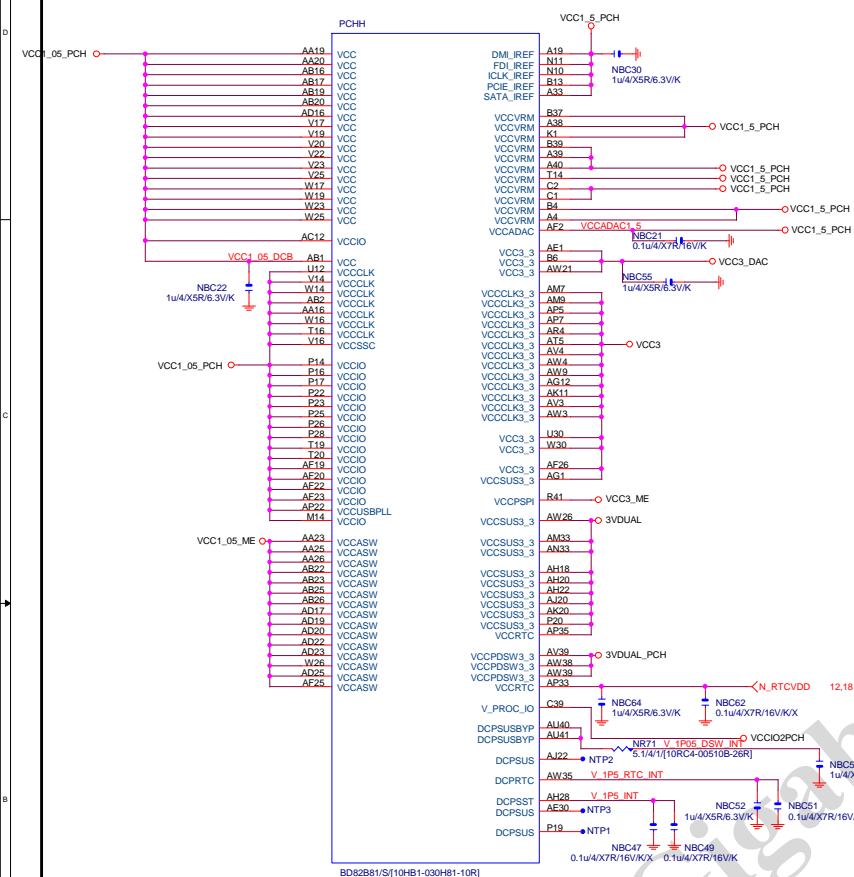 VCC1_5_PCH
PCHH
D
VCC1_05_PCH
AA19 VCC
AA20 VCC
AB16 VCC
AB17 VCC
AB19 VCC
AB20 VCC
AD16 VCC
V17 VCC
V19 VCC
V20 VCC
V22 VCC
V23 VCC
V25 VCC
W17 VCC
W19 VCC
W23 VCC
W25 VCC
AC12 VCCIO
VCC1_05_DCB AB1 VCC
U12 VCCCLK
V14 VCCCLK
W14 VCCCLK
AB2 VCCCLK
AA16 VCCCLK
W16 VCCCLK
T16 VCCCLK
V16 VCCSSC
NBC22
1u/4/X5R/6.3V/K
VCC1_05_PCH
P14 VCCIO
P16 VCCIO
P17 VCCIO
P22 VCCIO
P23 VCCIO
P25 VCCIO
P26 VCCIO
P28 VCCIO
T19 VCCIO
T20 VCCIO
AF19 VCCIO
AF20 VCCIO
AF22 VCCIO
AF23 VCCIO
AP22 VCCUSBPLL
M14 VCCIO
C
VCC1_05_ME
AA23 VCCASW
AA25 VCCASW
AA26 VCCASW
AB22 VCCASW
AB23 VCCASW
AB25 VCCASW
AB26 VCCASW
AD17 VCCASW
AD19 VCCASW
AD20 VCCASW
AD22 VCCASW
AD23 VCCASW
W26 VCCASW
AD25 VCCASW
AF25 VCCASW
B
DMI_IREF A19
FDI_IREF N11
ICLK_IREF N10
PCIE_IREF B13
SATA_IREF A33
NBC30
1u/4/X5R/6.3V/K
VCCVRM B37
VCCVRM A38 VCC1_5_PCH
VCCVRM K1
VCCVRM B39
VCCVRM A39
VCCVRM A40 VCC1_5_PCH
VCCVRM T14 VCC1_5_PCH
VCCVRM C2 VCC1_5_PCH
VCCVRM C1
VCCVRM B4 VCC1_5_PCH
VCCVRM A4
VCCADAC AF2 VCCADAC1_5 VCC1_5_PCH
NBC21
0.1u/4/X7R/16V/K
VCC3_3 AE1
VCC3_3 B6 VCC3_DAC
VCC3_3 AW21
NBC55
1u/4/X5R/6.3V/K
VCCCLK3_3 AM7
VCCCLK3_3 AM9
VCCCLK3_3 AP5
VCCCLK3_3 AP7
VCCCLK3_3 AR4
VCCCLK3_3 AT5 VCC3
VCCCLK3_3 AV4
VCCCLK3_3 AW4
VCCCLK3_3 AW9
VCCCLK3_3 AG12
VCCCLK3_3 AK11
VCCCLK3_3 AV3
VCCCLK3_3 AW3
VCC3_3 U30
VCC3_3 W30
VCC3_3 AF26
VCCSUS3_3 AG1
VCCPSPI R41 VCC3_ME
VCCSUS3_3 AW26 3VDUAL
VCCSUS3_3 AM33
VCCSUS3_3 AN33
VCCSUS3_3 AH18
VCCSUS3_3 AH20
VCCSUS3_3 AH22
VCCSUS3_3 AJ20
VCCSUS3_3 AK20
VCCSUS3_3 P20
VCCRTC AP35
VCCPDSW3_3 AV39 3VDUAL_PCH
VCCPDSW3_3 AW38
VCCPDSW3_3 AW39
VCCRTC AP33 N_RTCVDD 12,18
NBC64
1u/4/X5R/6.3V/K
NBC62
0.1u/4/X7R/16V/K/X
V_PROC_IO C39
VCCIO2PCH
DCPSUSBYP AU40
DCPSUSBYP AU41
NR71 V_1P05_DSW_INT
5.1/4/1/[10RC4-00510B-26R]
DCPSUS AJ22 NTP2
DCPRTC AW35 V_1P5_RTC_INT
DCPSST AH28 V_1P5_INT
DCPSUS AE30 NTP3
DCPSUS P19 NTP1
NBC52
1u/4/X5R/6.3V/K
NBC51
0.1u/4/X7R/16V/
NBC47
0.1u/4/X7R/16V/K/X
NBC49
0.1u/4/X7R/16V/K
NBC5
1u/4/X
BD82B81/S/[10HB1-030H81-10R]
Gigab